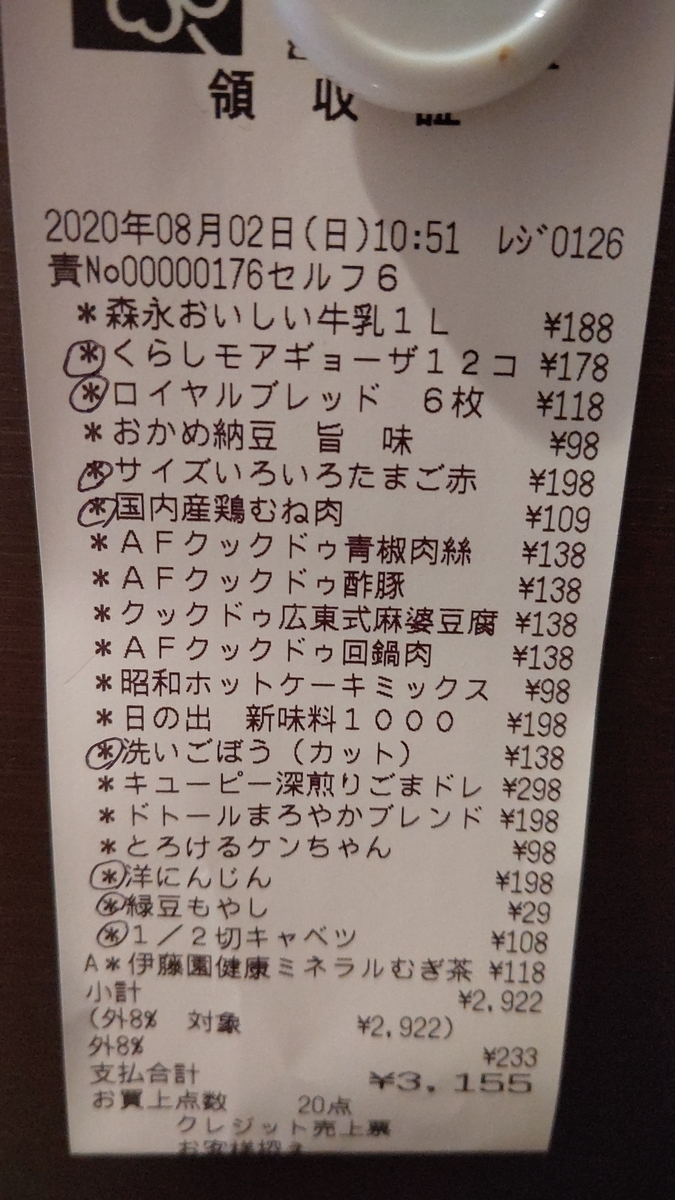 領収証
2020年08月02日(日)10:51 ﾚｼﾞ0126
責No00000176セルフ6
*森永おいしい牛乳1L ¥188
*くらしモアギョーザ12コ ¥178
*ロイヤルブレッド 6枚 ¥118
*おかめ納豆 旨 味 ¥98
*サイズいろいろたまご赤 ¥198
*国内産鶏むね肉 ¥109
*AFクックドゥ青椒肉絲 ¥138
*AFクックドゥ酢豚 ¥138
*クックドゥ広東式麻婆豆腐 ¥138
*AFクックドゥ回鍋肉 ¥138
*昭和ホットケーキミックス ¥98
*日の出 新味料1000 ¥198
*洗いごぼう(カット) ¥138
*キューピー深煎りごまドレ ¥298
*ドトールまろやかブレンド ¥198
*とろけるケンちゃん ¥98
*洋にんじん ¥198
*緑豆もやし ¥29
*1/2切キャベツ ¥108
A*伊藤園健康ミネラルむぎ茶 ¥118
小計 ¥2,922
(外8% 対象 ¥2,922)
外8% ¥233
支払合計 ¥3,155
お買上点数 20点
クレジット売上票
お客様控え